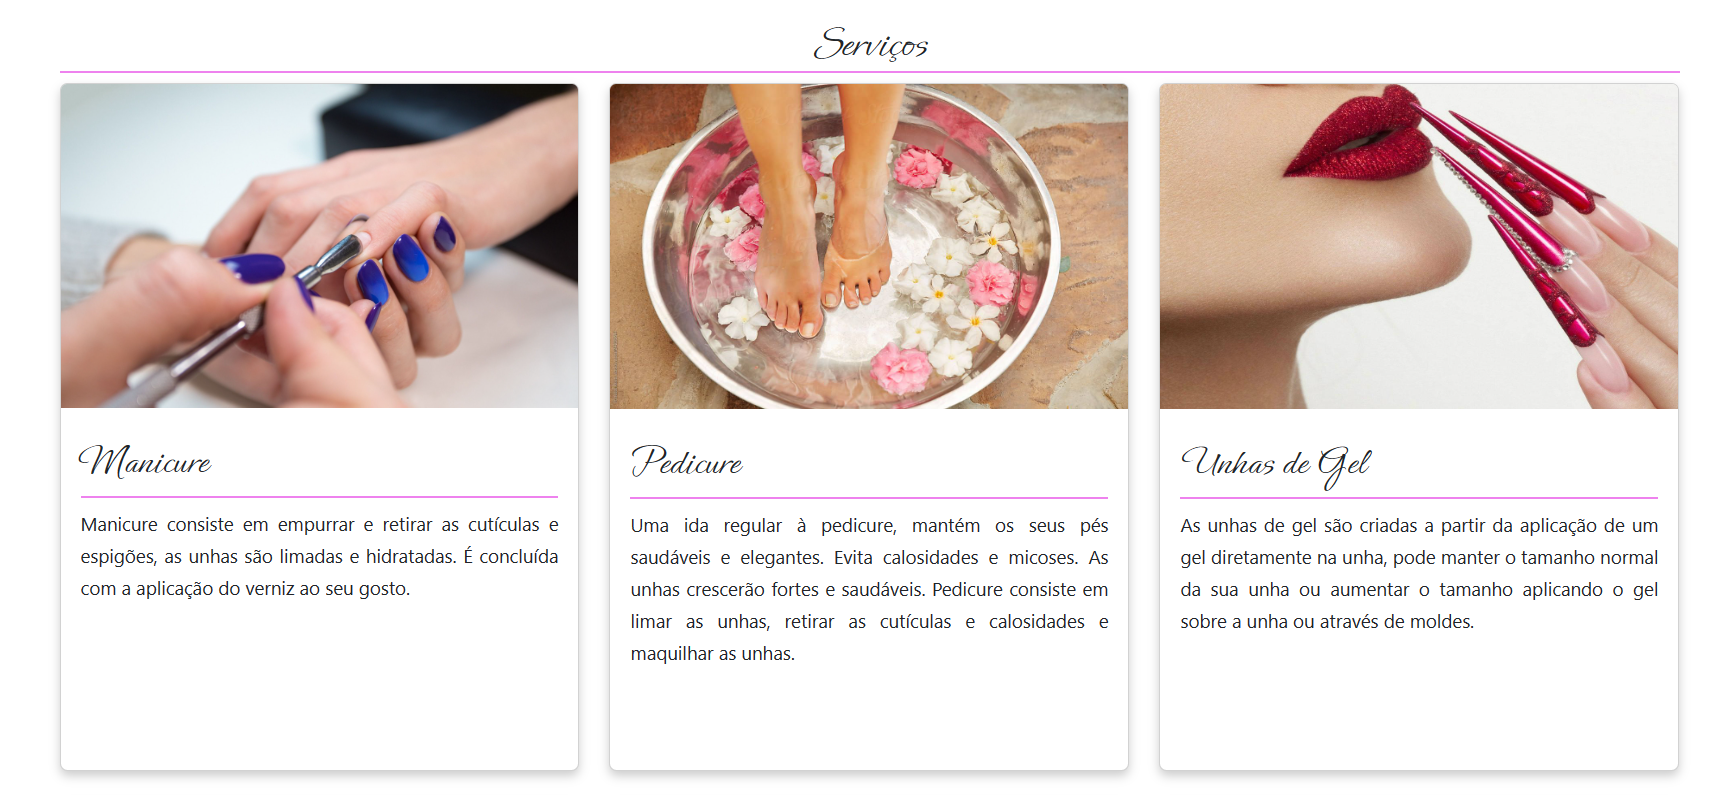 Serviços
Manicure
Manicure consiste em empurrar e retirar as cutículas e
espigões, as unhas são limadas e hidratadas. É concluída
com a aplicação do verniz ao seu gosto.
Pedicure
Uma ida regular à pedicure, mantém os seus pés
saudáveis e elegantes. Evita calosidades e micoses. As
unhas crescerão fortes e saudáveis. Pedicure consiste em
limar as unhas, retirar as cutículas e calosidades e
maquilhar as unhas.
Unhas de Gel
As unhas de gel são criadas a partir da aplicação de um
gel diretamente na unha, pode manter o tamanho normal
da sua unha ou aumentar o tamanho aplicando o gel
sobre a unha ou através de moldes.